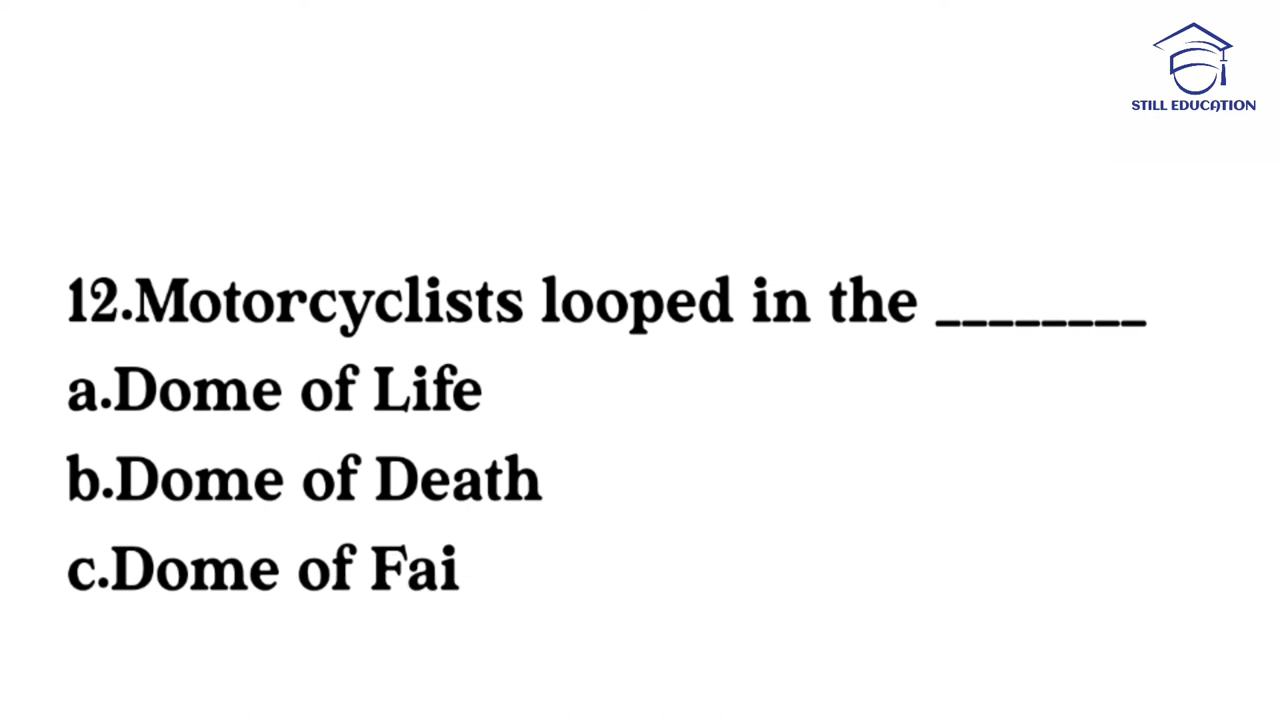 STILL EDUCATION
12.Motorcyclists looped in the ________
a.Dome of Life
b.Dome of Death
c.Dome of Fai